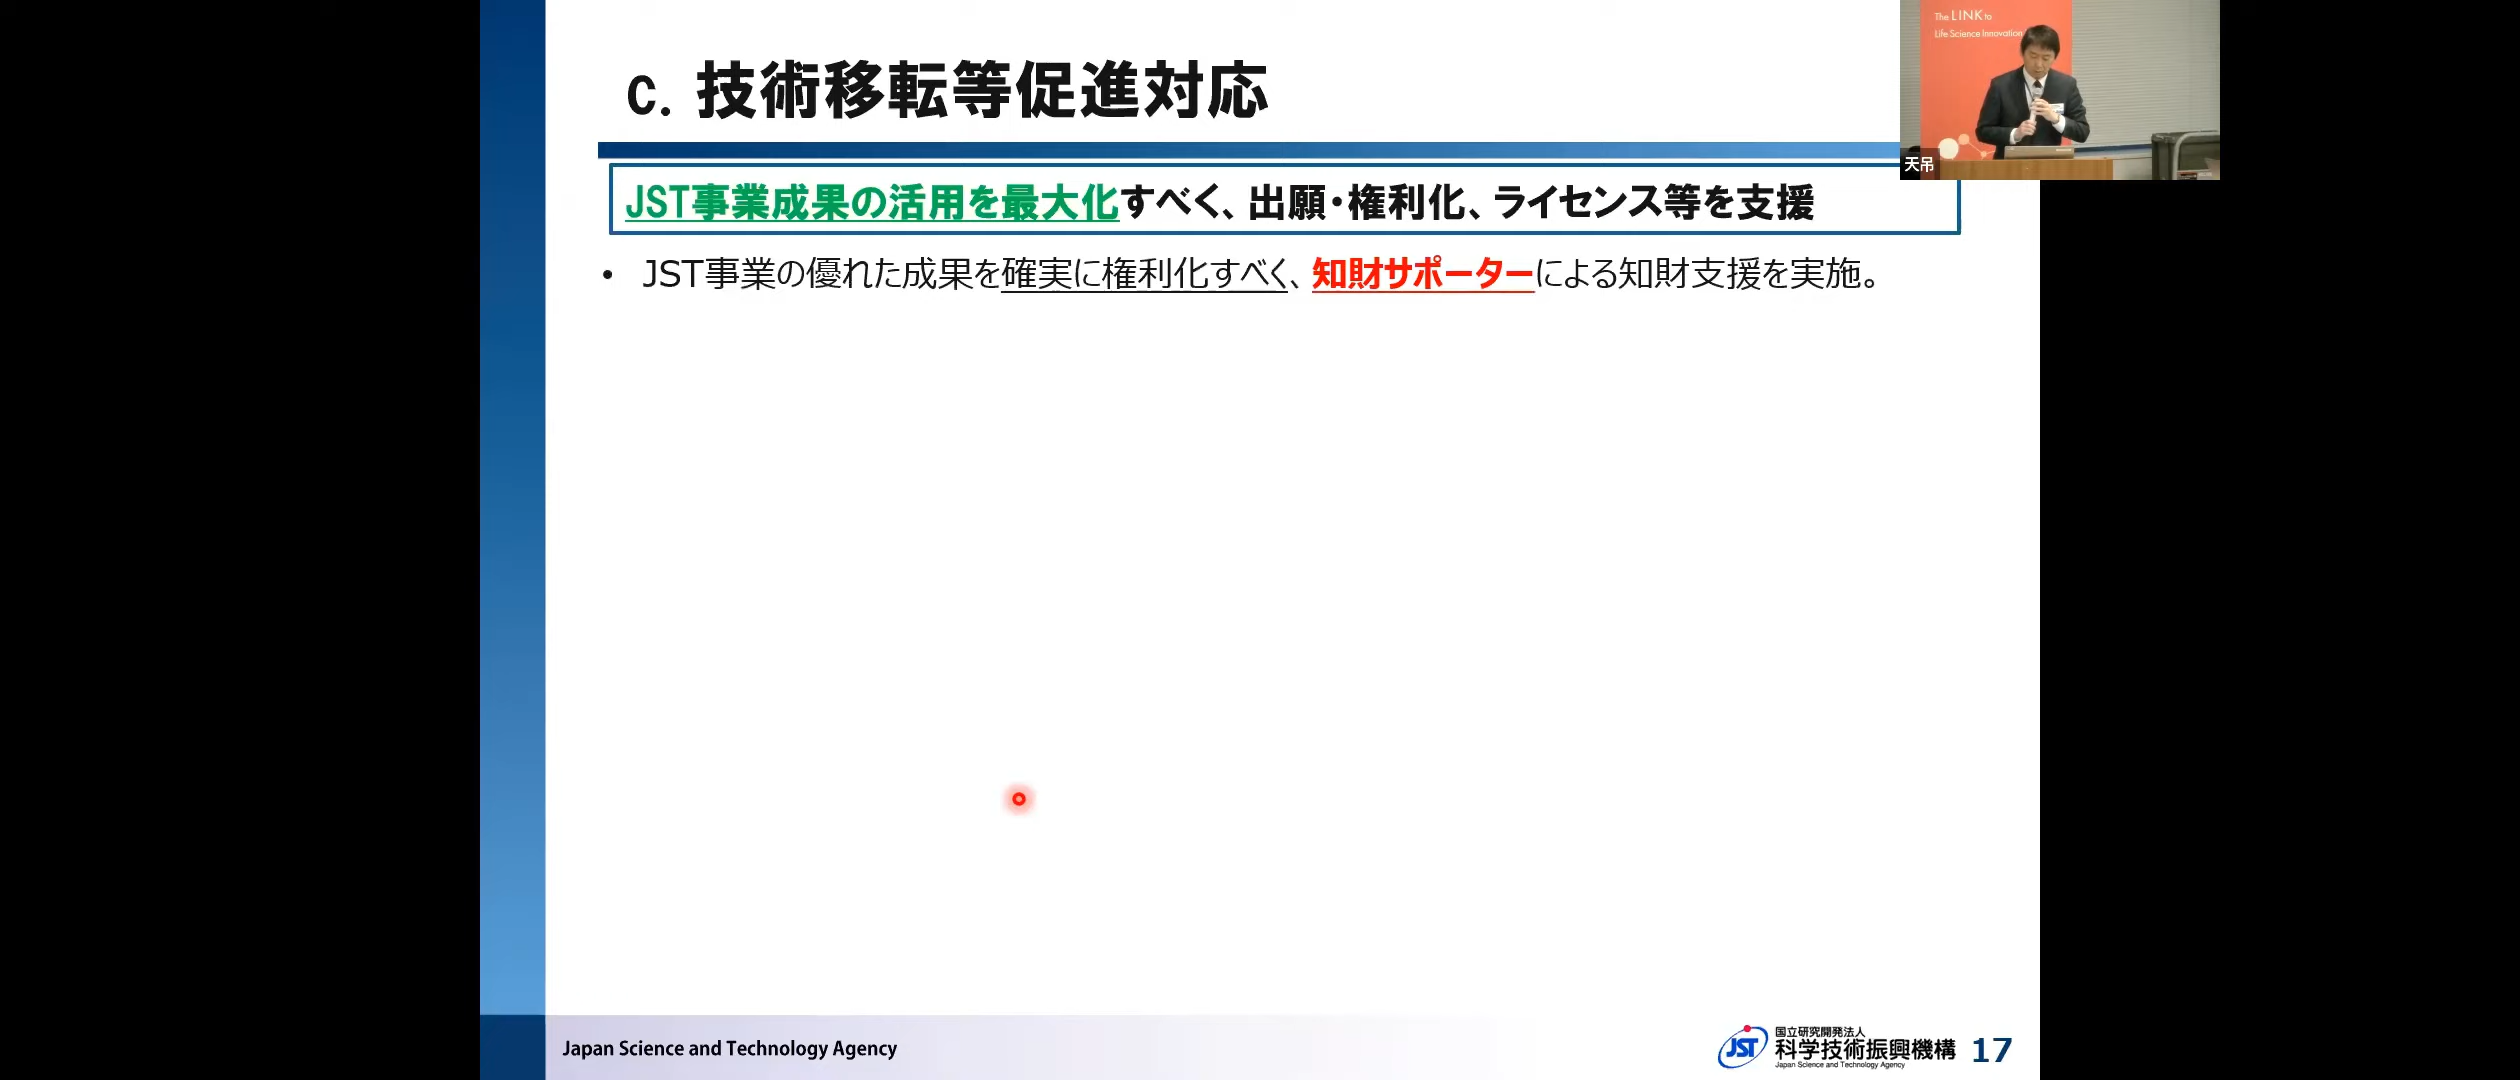 c. 技術移転等促進対応
The LINK to
Life Science Innovation
天吊
JST事業成果の活用を最大化すべく、出願・権利化、ライセンス等を支援
• JST事業の優れた成果を確実に権利化すべく、知財サポーターによる知財支援を実施。
Japan Science and Technology Agency
JST
国立研究開発法人
科学技術振興機構
Japan Science and Technology Agency
17